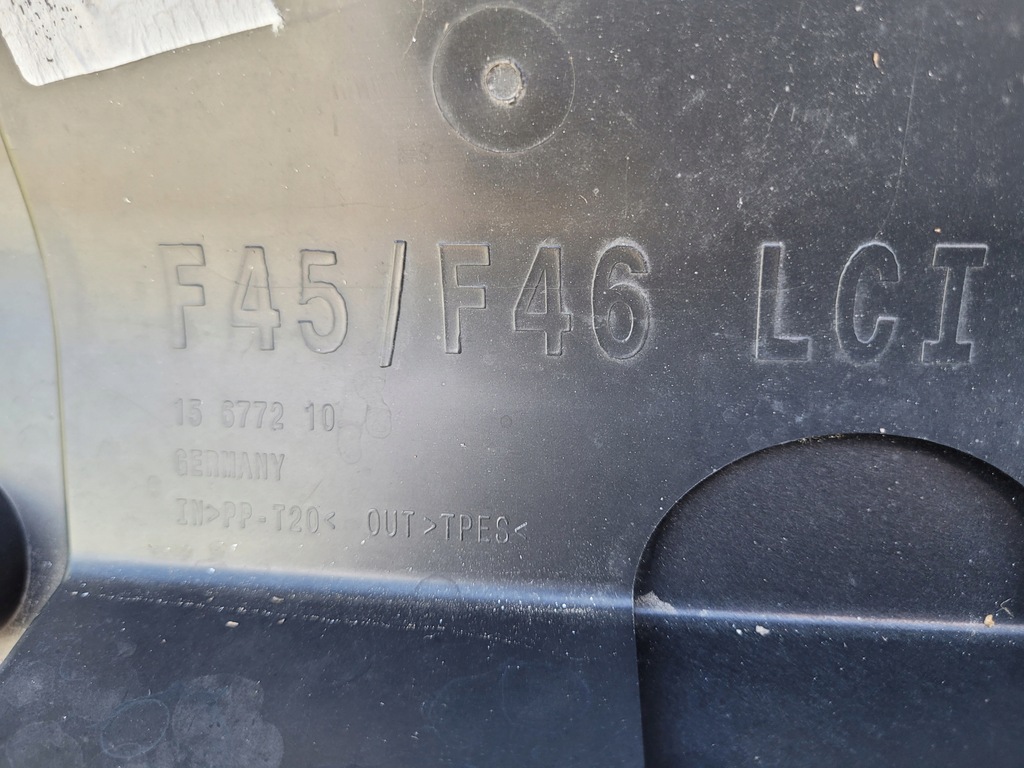 F45/F46 LCI
15 6772 10
GERMANY
IN>PP-T20< OUT>TPES<